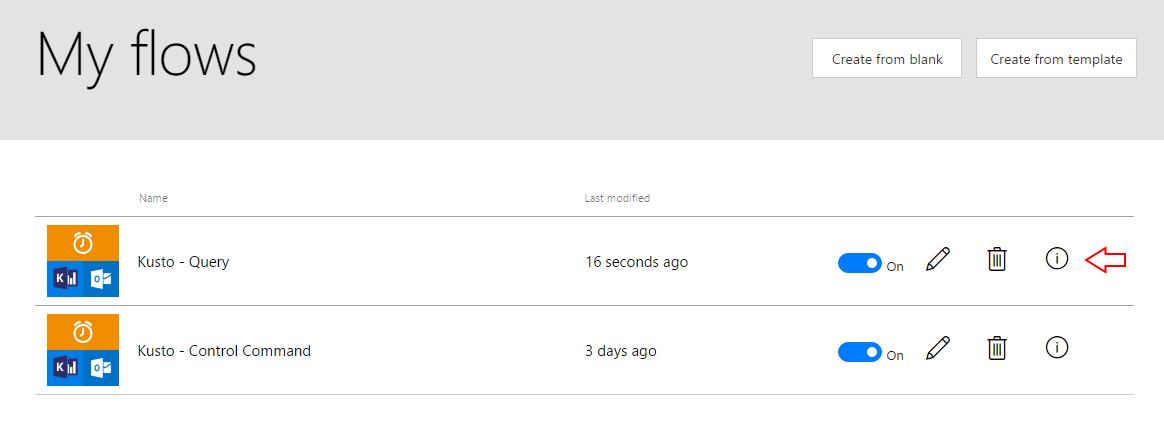 My flows
Create from blank
Create from template
Name Last modified
Kusto - Query 16 seconds ago On
Kusto - Control Command 3 days ago On